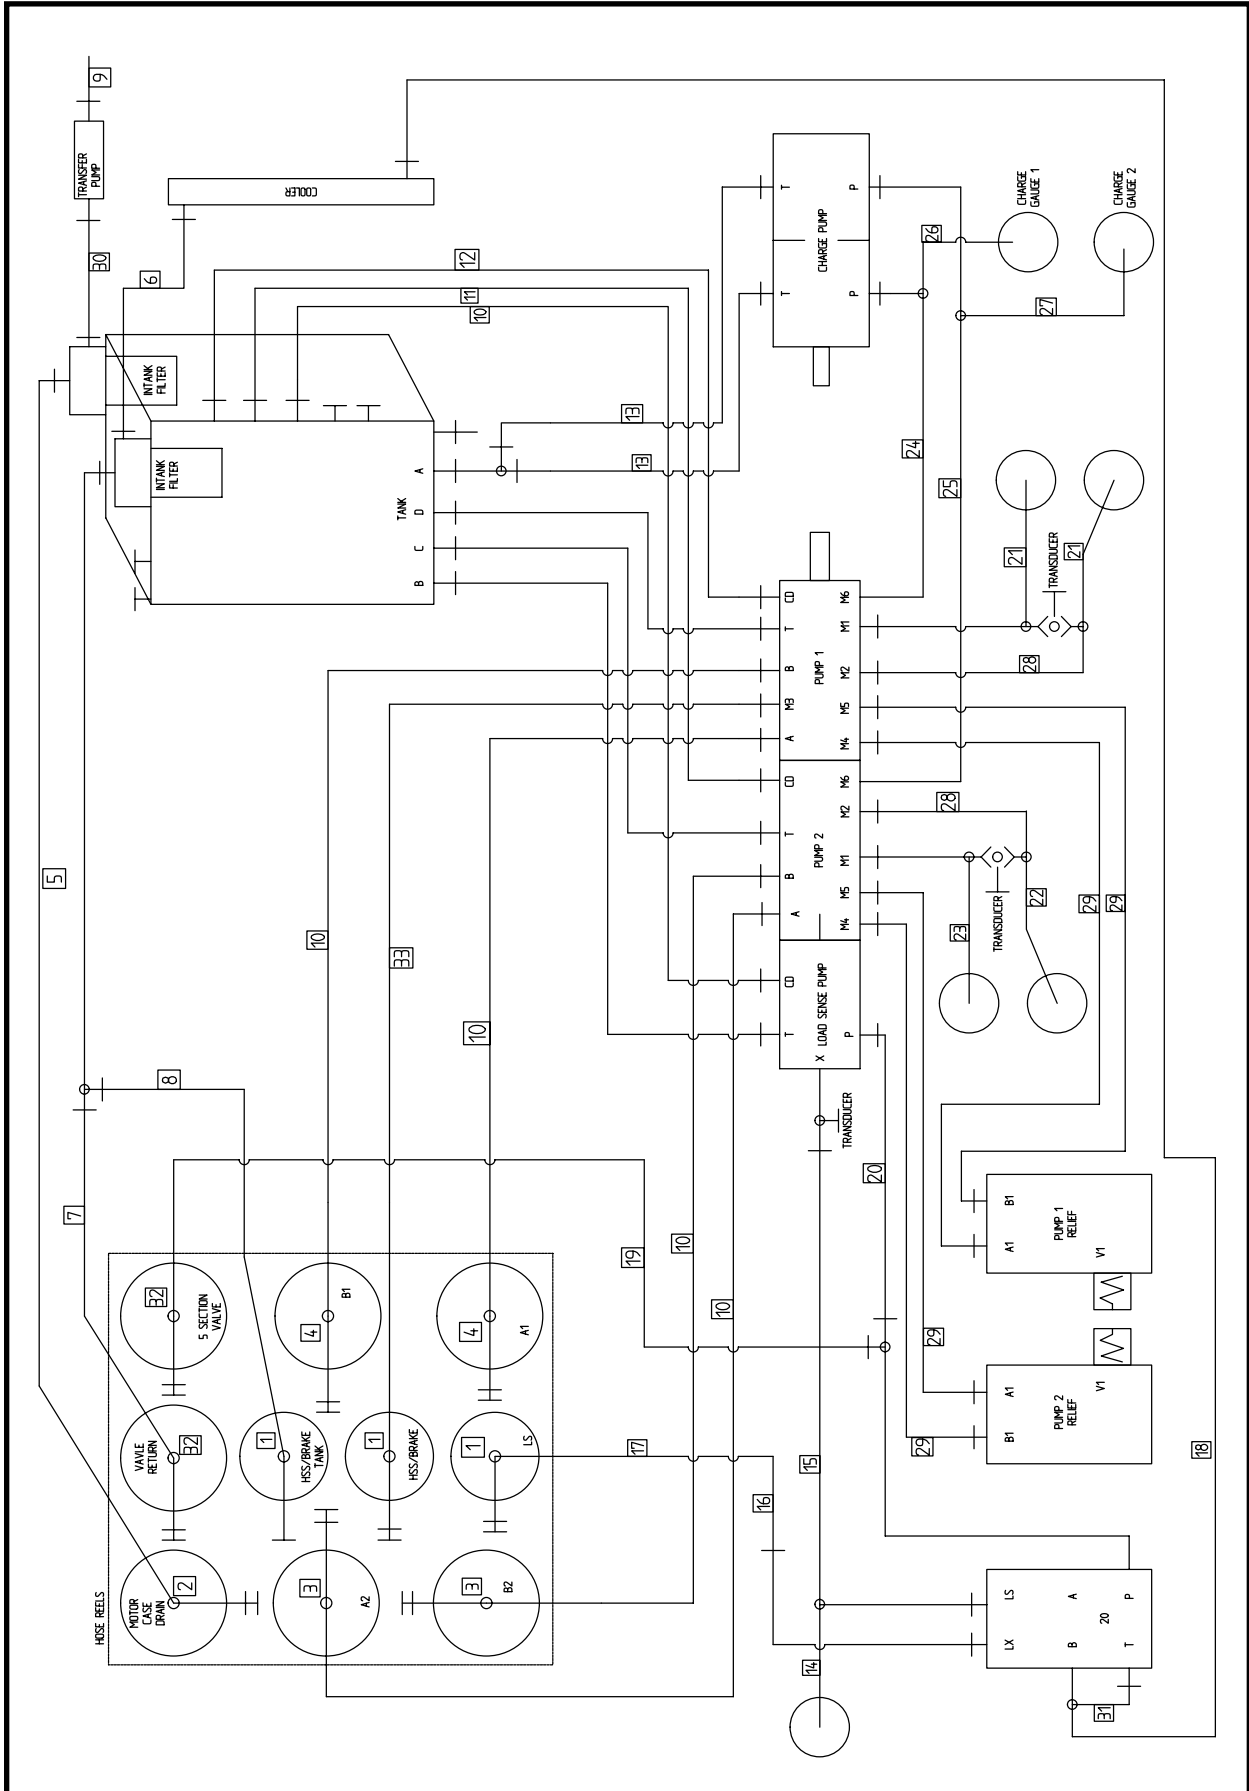 9
TRANSFER
PUMP
30
COOLER
6
12
11
10
INTANK
FILTER
INTANK
FILTER
TANK
A
D
C
B
13
13
T
T
CHARGE PUMP
P
P
CHARGE
GAUGE 1
CHARGE
GAUGE 2
26
27
24
25
21
21
TRANSDUCER
28
CD
T
B
M3
A
PUMP 1
M6
M1
M2
M5
M4
CD
T
B
A
PUMP 2
M6
M2
M1
M5
M4
CD
T
X
LOAD SENSE PUMP
P
28
TRANSDUCER
22
23
29
29
5
10
33
10
8
7
19
10
10
TRANSDUCER
20
HOSE REELS
32
5 SECTION
VALVE
4
B1
4
A1
VAVLE
RETURN
32
1
HSS/BRAKE
TANK
1
HSS/BRAKE
1
LS
MOTOR
CASE
DRAIN
2
3
A2
3
B2
17
16
15
14
29
29
B1
A1
PUMP 1
RELIEF
V1
A1
B1
PUMP 2
RELIEF
V1
18
LS
LX
A
B
20
P
T
31